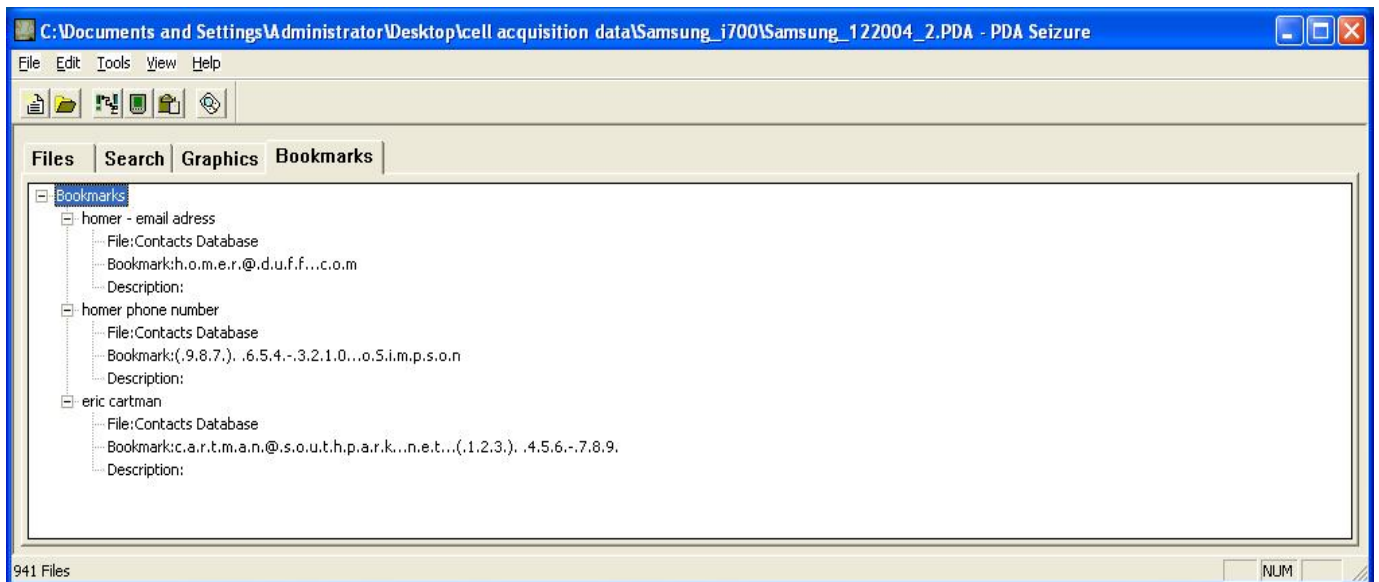 C:\Documents and Settings\Administrator\Desktop\cell acquisition data\Samsung_i700\Samsung_122004_2.PDA - PDA Seizure
File Edit Tools View Help
Files Search Graphics Bookmarks
Bookmarks
homer - email adress
File:Contacts Database
Bookmark:h.o.m.e.r.@.d.u.f.f...c.o.m
Description:
homer phone number
File:Contacts Database
Bookmark:(.9.8.7.). .6.5.4.-.3.2.1.0...o.S.i.m.p.s.o.n
Description:
eric cartman
File:Contacts Database
Bookmark:c.a.r.t.m.a.n.@.s.o.u.t.h.p.a.r.k...n.e.t...(.1.2.3.). .4.5.6.-.7.8.9.
Description:
941 Files NUM